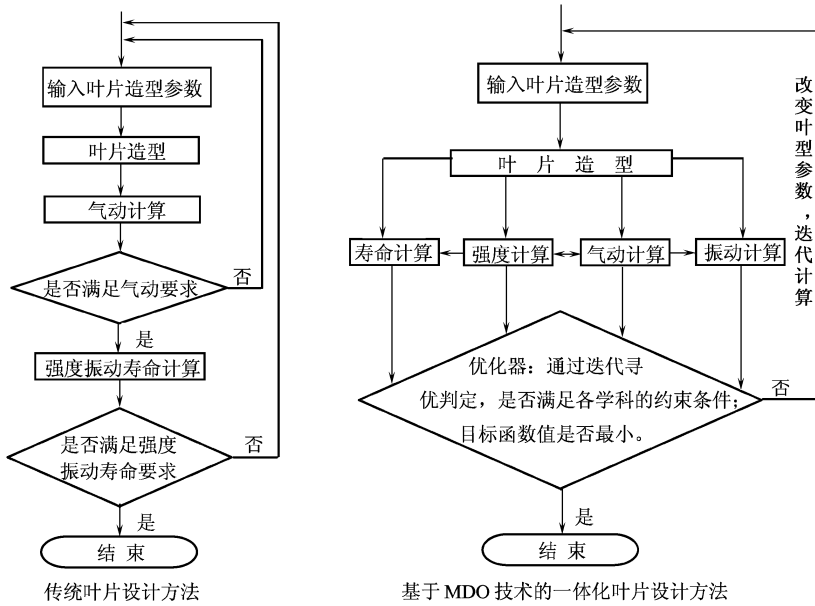 输入叶片造型参数
叶片造型
气动计算
是否满足气动要求
否
是
强度振动寿命计算
是否满足强度
振动寿命要求
否
是
结 束
传统叶片设计方法
输入叶片造型参数
叶 片 造 型
寿命计算
强度计算
气动计算
振动计算
优化器：通过迭代寻
优判定，是否满足各学科的约束条件；
目标函数值是否最小。
否
改变叶型参数，迭代计算
是
结 束
基于 MDO 技术的一体化叶片设计方法